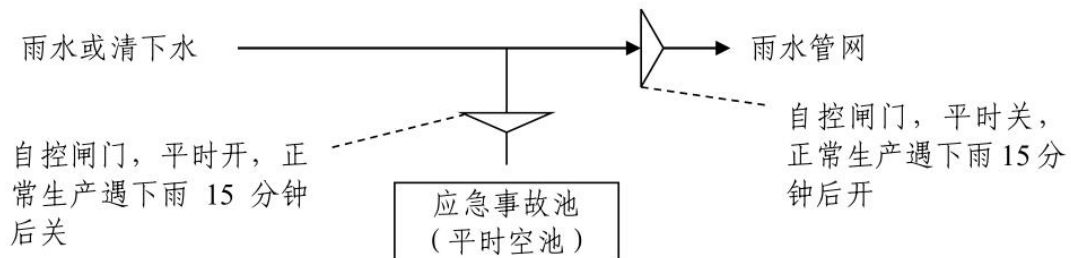 雨水或清下水
雨水管网
自控闸门，平时关，
正常生产遇下雨15分
钟后开
自控闸门，平时开，正
常生产遇下雨 15 分钟
后关
应急事故池
（平时空池）